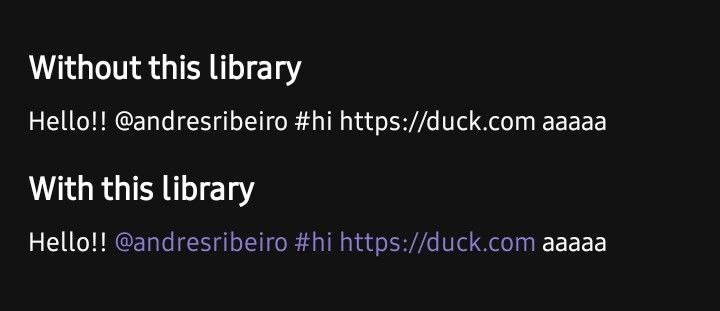 Without this library
Hello!! @andresribeiro #hi https://duck.com aaaaa
With this library
Hello!! @andresribeiro #hi https://duck.com aaaaa